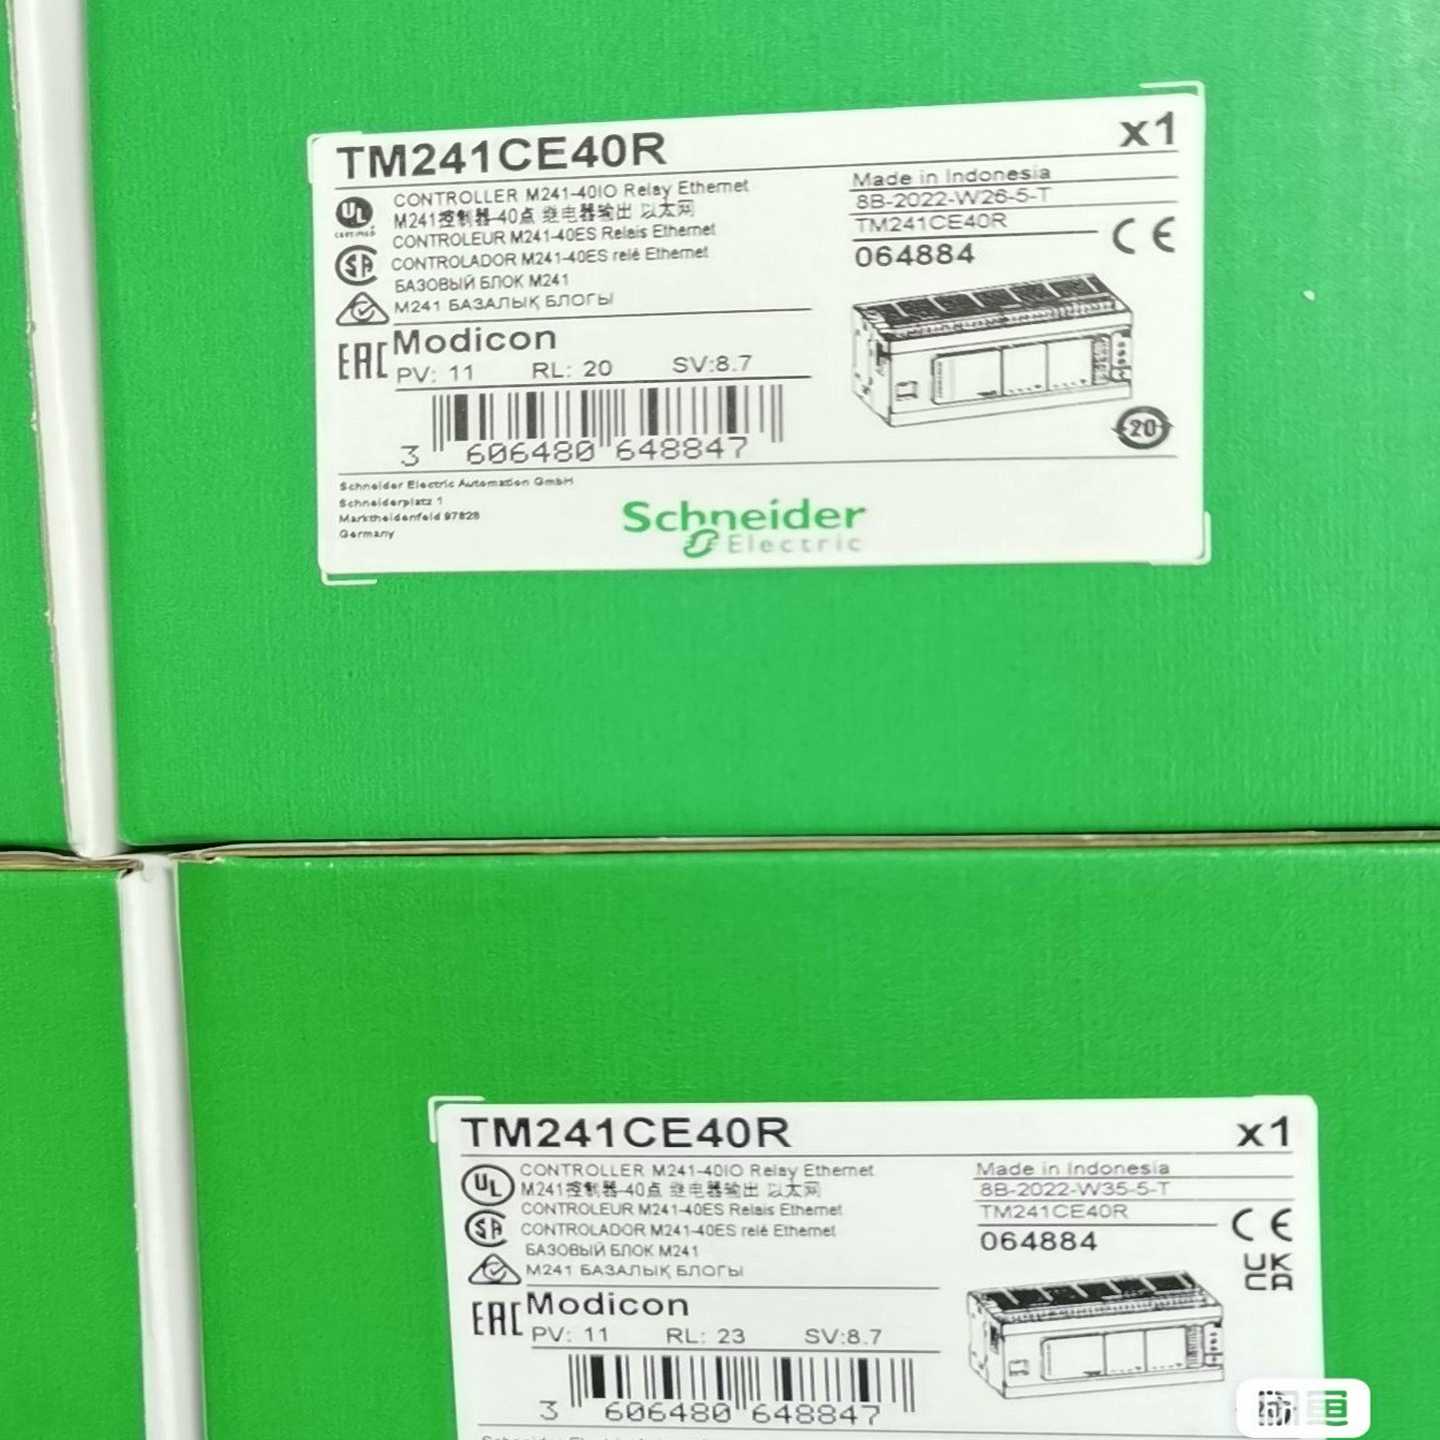 TM241CE40R
x1
CONTROLLER M241-40IO Relay Ethernet
M241控制器-40点 继电器输出 以太网
CONTROLEUR M241-40ES Relais Ethernet
CONTROLADOR M241-40ES relé Ethernet
БАЗОВЫЙ БЛОК M241
M241 БАЗАЛЫҚ БЛОГЫ
Made in Indonesia
8B-2022-W26-5-T
TM241CE40R
064884
CE
UL
CERTIFIED
SA
EAC
Modicon
PV: 11 RL: 20 SV:8.7
20
3 606480 648847
Schneider Electric Automation GmbH
Schneiderplatz 1
Marktheidenfeld 97828
Germany
Schneider
Electric
TM241CE40R
x1
CONTROLLER M241-40IO Relay Ethernet
M241控制器-40点 继电器输出 以太网
CONTROLEUR M241-40ES Relais Ethernet
CONTROLADOR M241-40ES relé Ethernet
БАЗОВЫЙ БЛОК M241
M241 БАЗАЛЫҚ БЛОГЫ
Made in Indonesia
8B-2022-W35-5-T
TM241CE40R
064884
CE
UK
CA
UL
SA
EAC
Modicon
PV: 11 RL: 23 SV:8.7
3 606480 648847